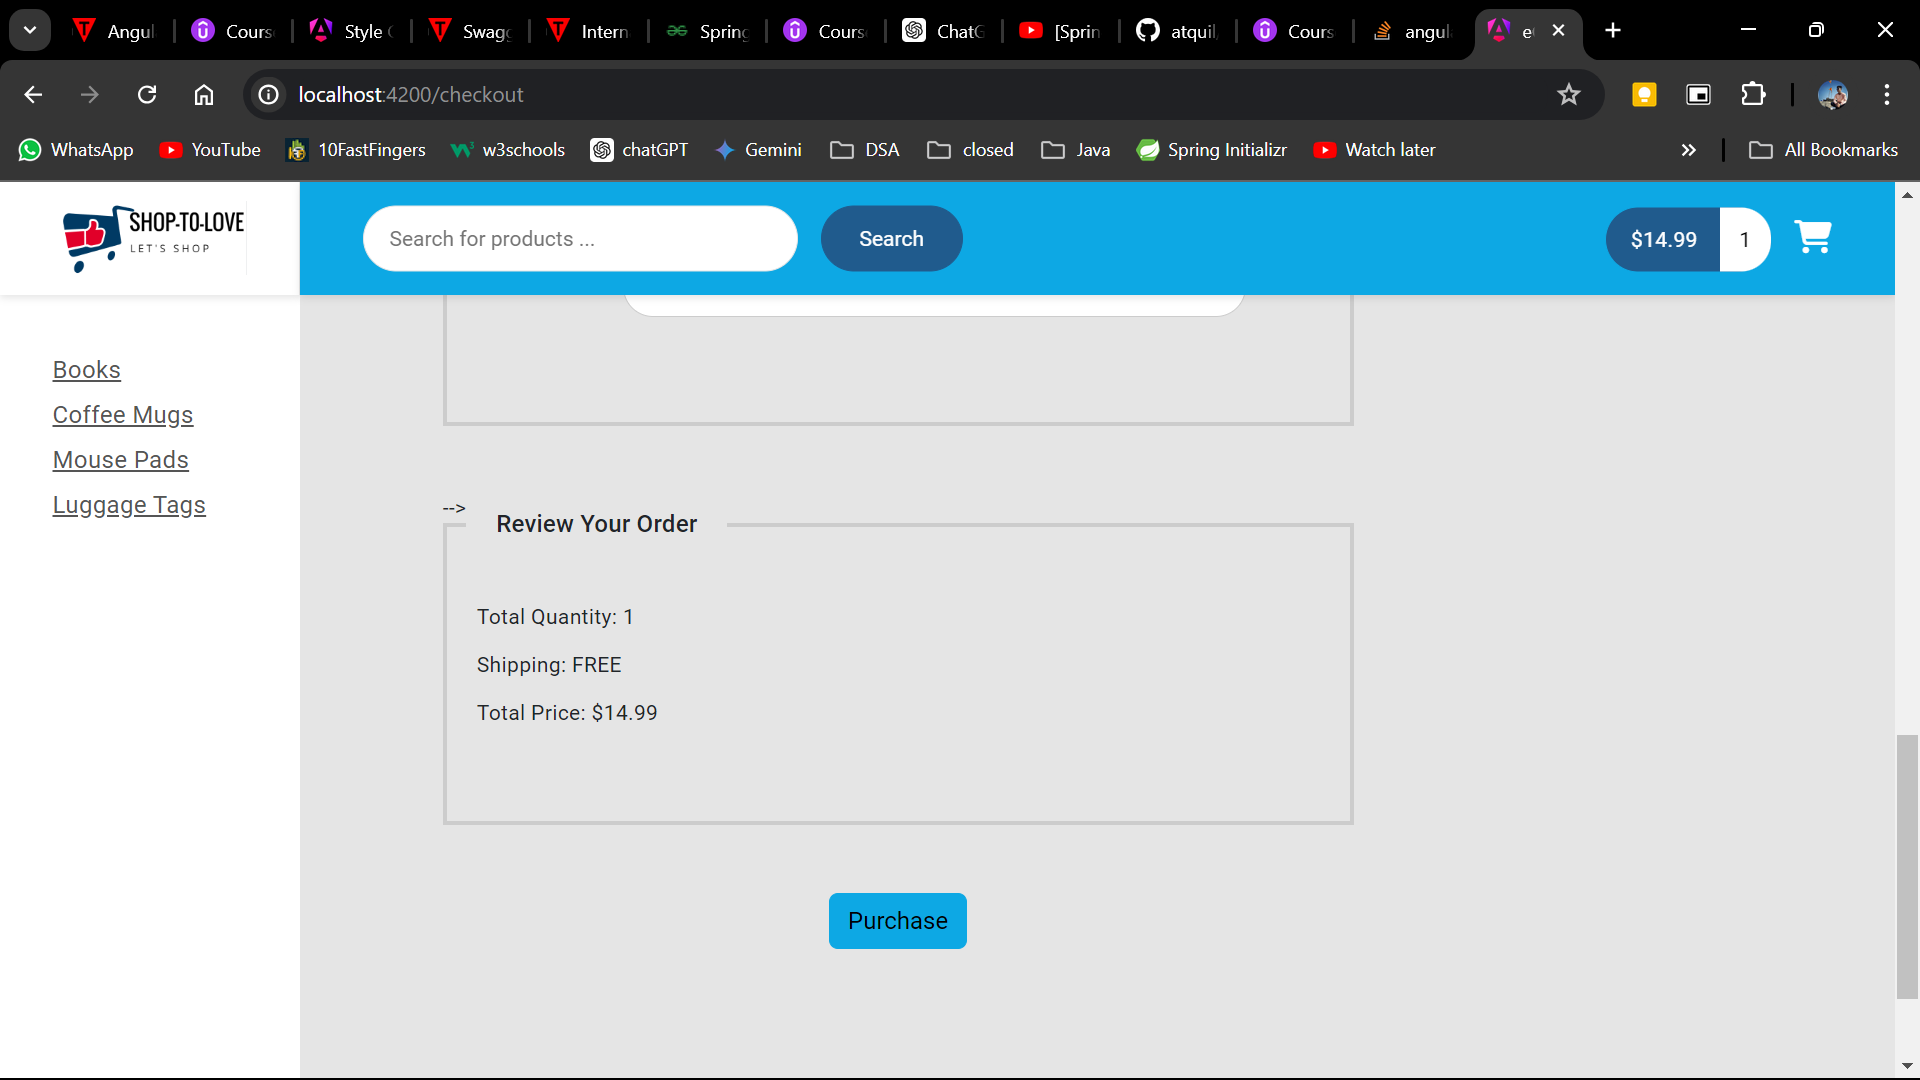 Angul
Cours
Style
Swagg
Intern
Spring
Cours
ChatG
[Sprin
atquil
Cours
angul
e
localhost:4200/checkout
WhatsApp
YouTube
10FastFingers
w3schools
chatGPT
Gemini
DSA
closed
Java
Spring Initializr
Watch later
All Bookmarks
SHOP-TO-LOVE
LET'S SHOP
Search for products ...
Search
$14.99
1
Books
Coffee Mugs
Mouse Pads
Luggage Tags
-->
Review Your Order
Total Quantity: 1
Shipping: FREE
Total Price: $14.99
Purchase